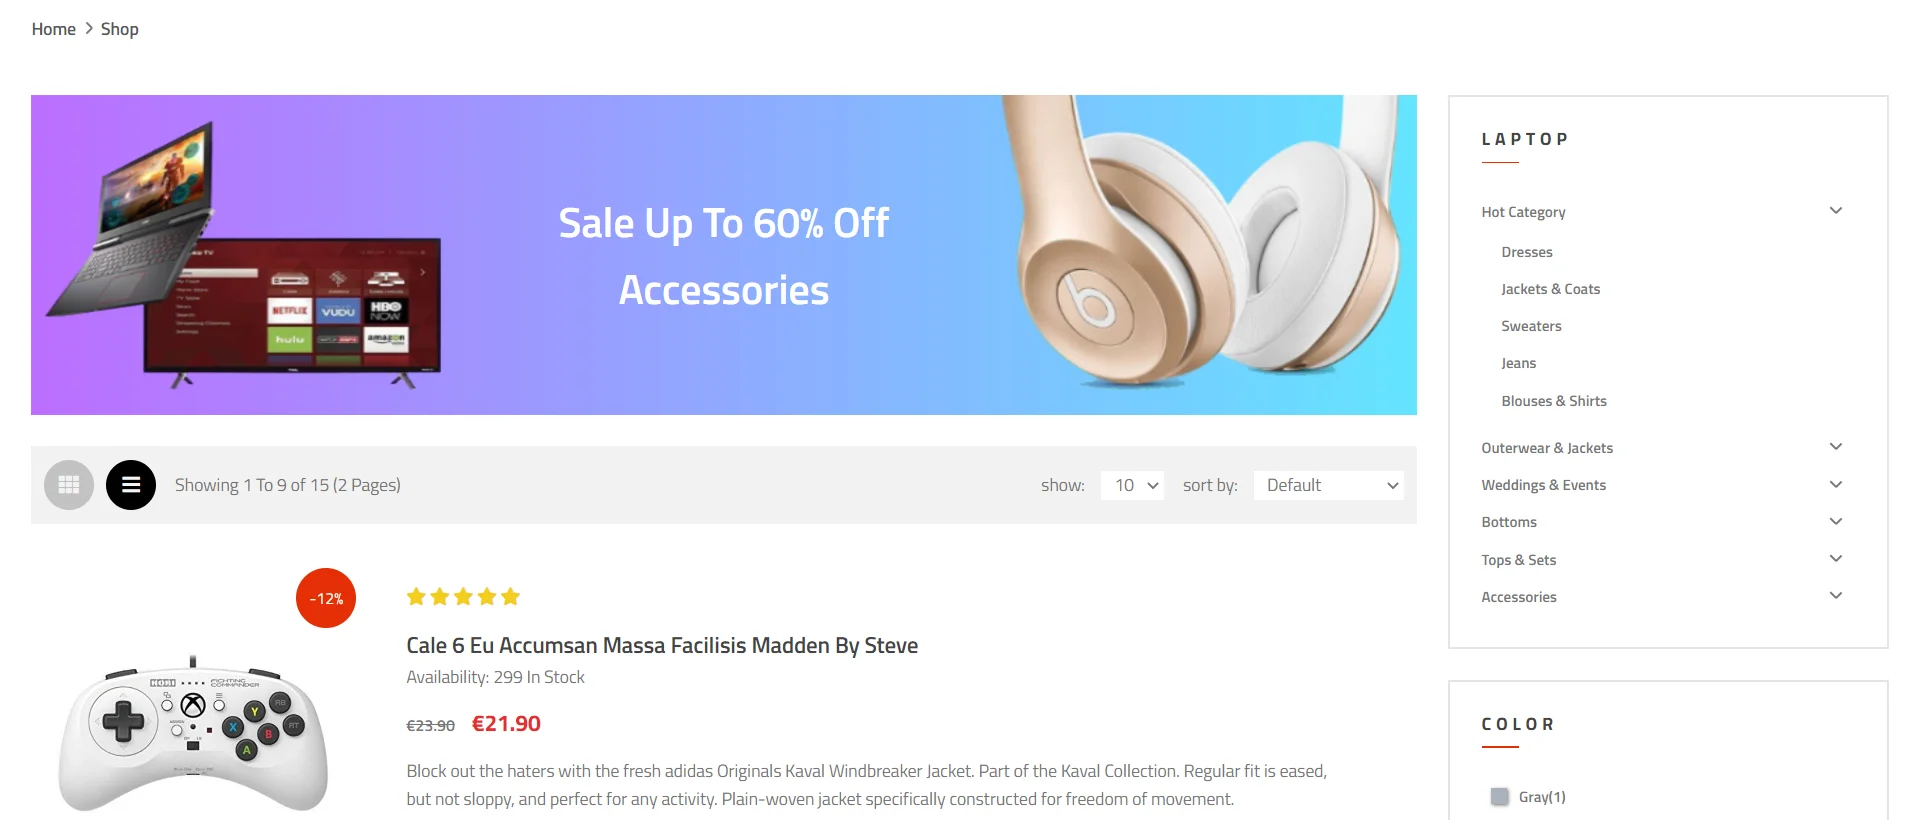 Home > Shop
Sale Up To 60% Off
Accessories
NETFLIX VUDU HBO NOW
hulu amazon
b
Showing 1 To 9 of 15 (2 Pages) show: 10 sort by: Default
-12%
Cale 6 Eu Accumsan Massa Facilisis Madden By Steve
Availability: 299 In Stock
€23.90 €21.90
Block out the haters with the fresh adidas Originals Kaval Windbreaker Jacket. Part of the Kaval Collection. Regular fit is eased,
but not sloppy, and perfect for any activity. Plain-woven jacket specifically constructed for freedom of movement.
HORI FIGHTING COMMANDER
Y RB
X B RT
A
LAPTOP
Hot Category
Dresses
Jackets & Coats
Sweaters
Jeans
Blouses & Shirts
Outerwear & Jackets
Weddings & Events
Bottoms
Tops & Sets
Accessories
COLOR
Gray(1)